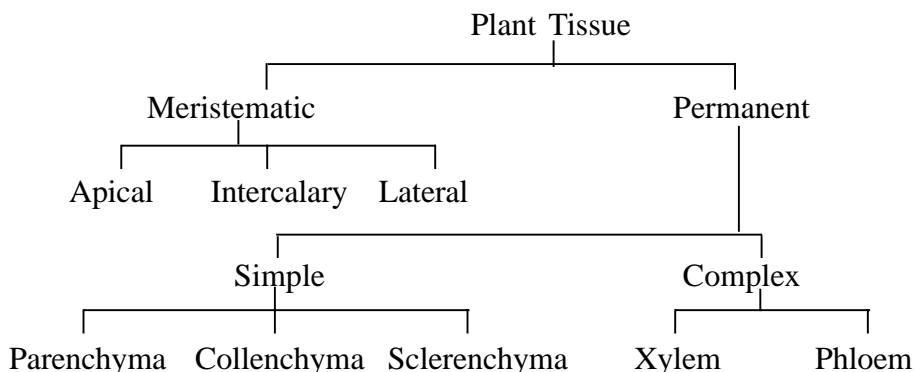 Plant Tissue
Meristematic Permanent
Apical Intercalary Lateral
Simple Complex
Parenchyma Collenchyma Sclerenchyma Xylem Phloem